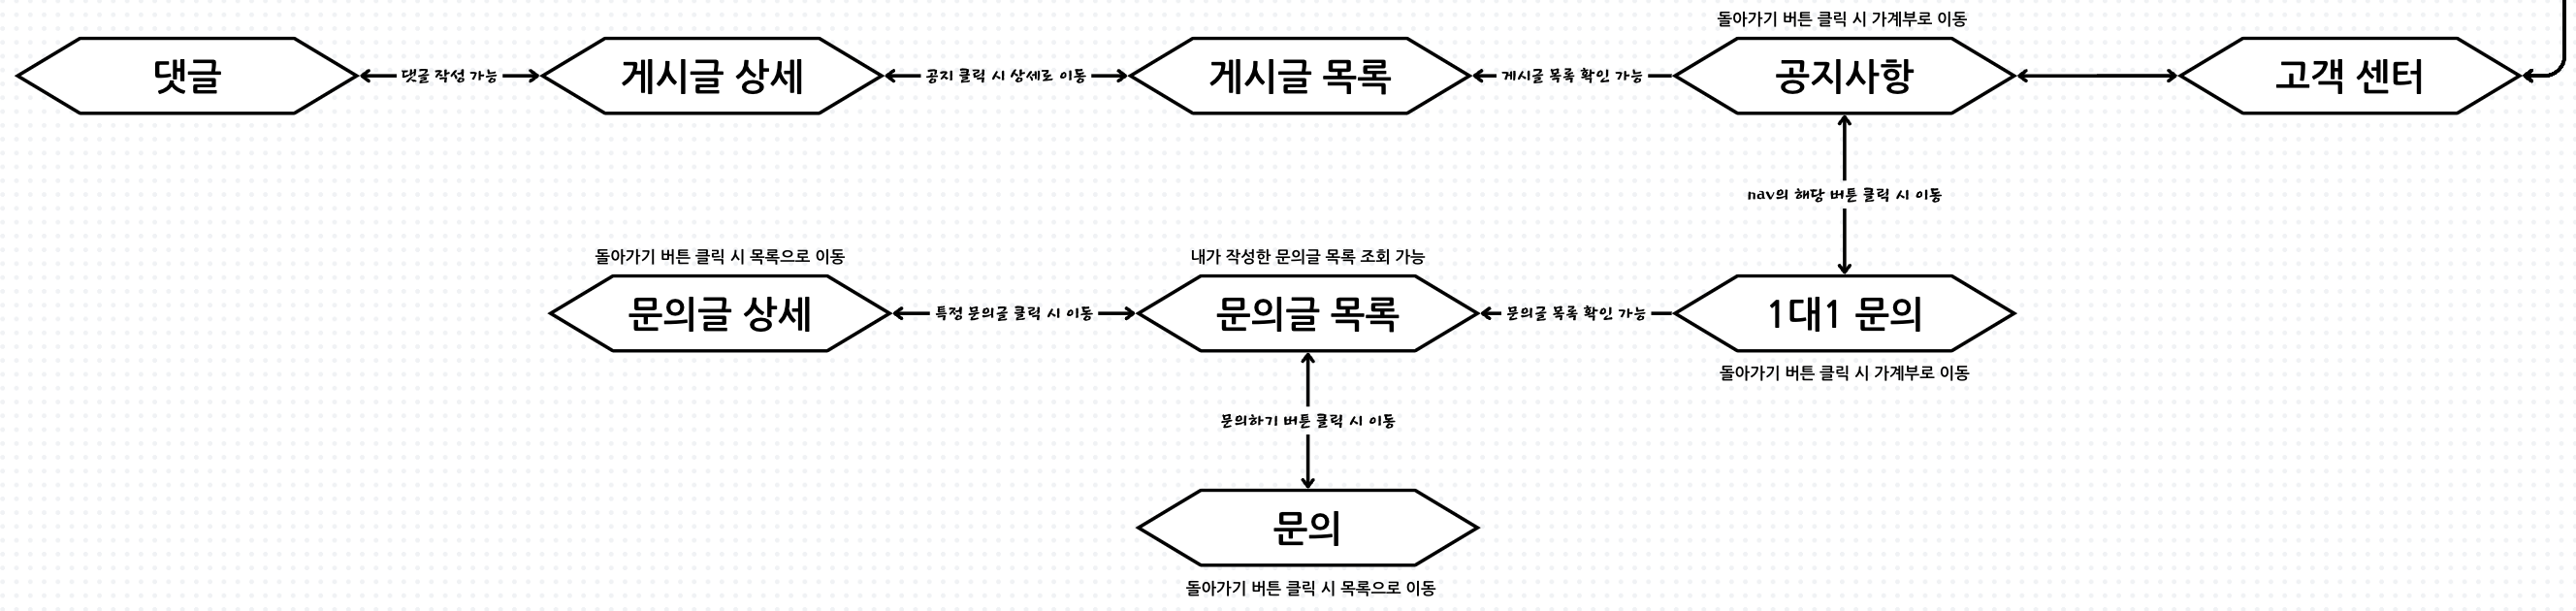 돌아가기 버튼 클릭 시 가계부로 이동
댓글
댓글 작성 가능
게시글 상세
공지 클릭 시 상세로 이동
게시글 목록
게시글 목록 확인 가능
공지사항
고객 센터
nav의 해당 버튼 클릭 시 이동
돌아가기 버튼 클릭 시 목록으로 이동
내가 작성한 문의글 목록 조회 가능
문의글 상세
특정 문의글 클릭 시 이동
문의글 목록
문의글 목록 확인 가능
1대1 문의
돌아가기 버튼 클릭 시 가계부로 이동
문의하기 버튼 클릭 시 이동
문의
돌아가기 버튼 클릭 시 목록으로 이동